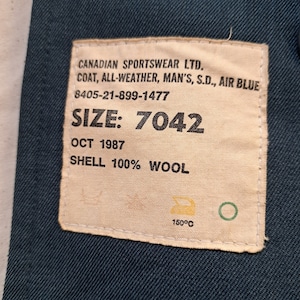 CANADIAN SPORTSWEAR LTD.
COAT, ALL-WEATHER, MAN'S, S.D., AIR BLUE
8405-21-899-1477
SIZE: 7042
OCT 1987
SHELL 100% WOOL
150°C